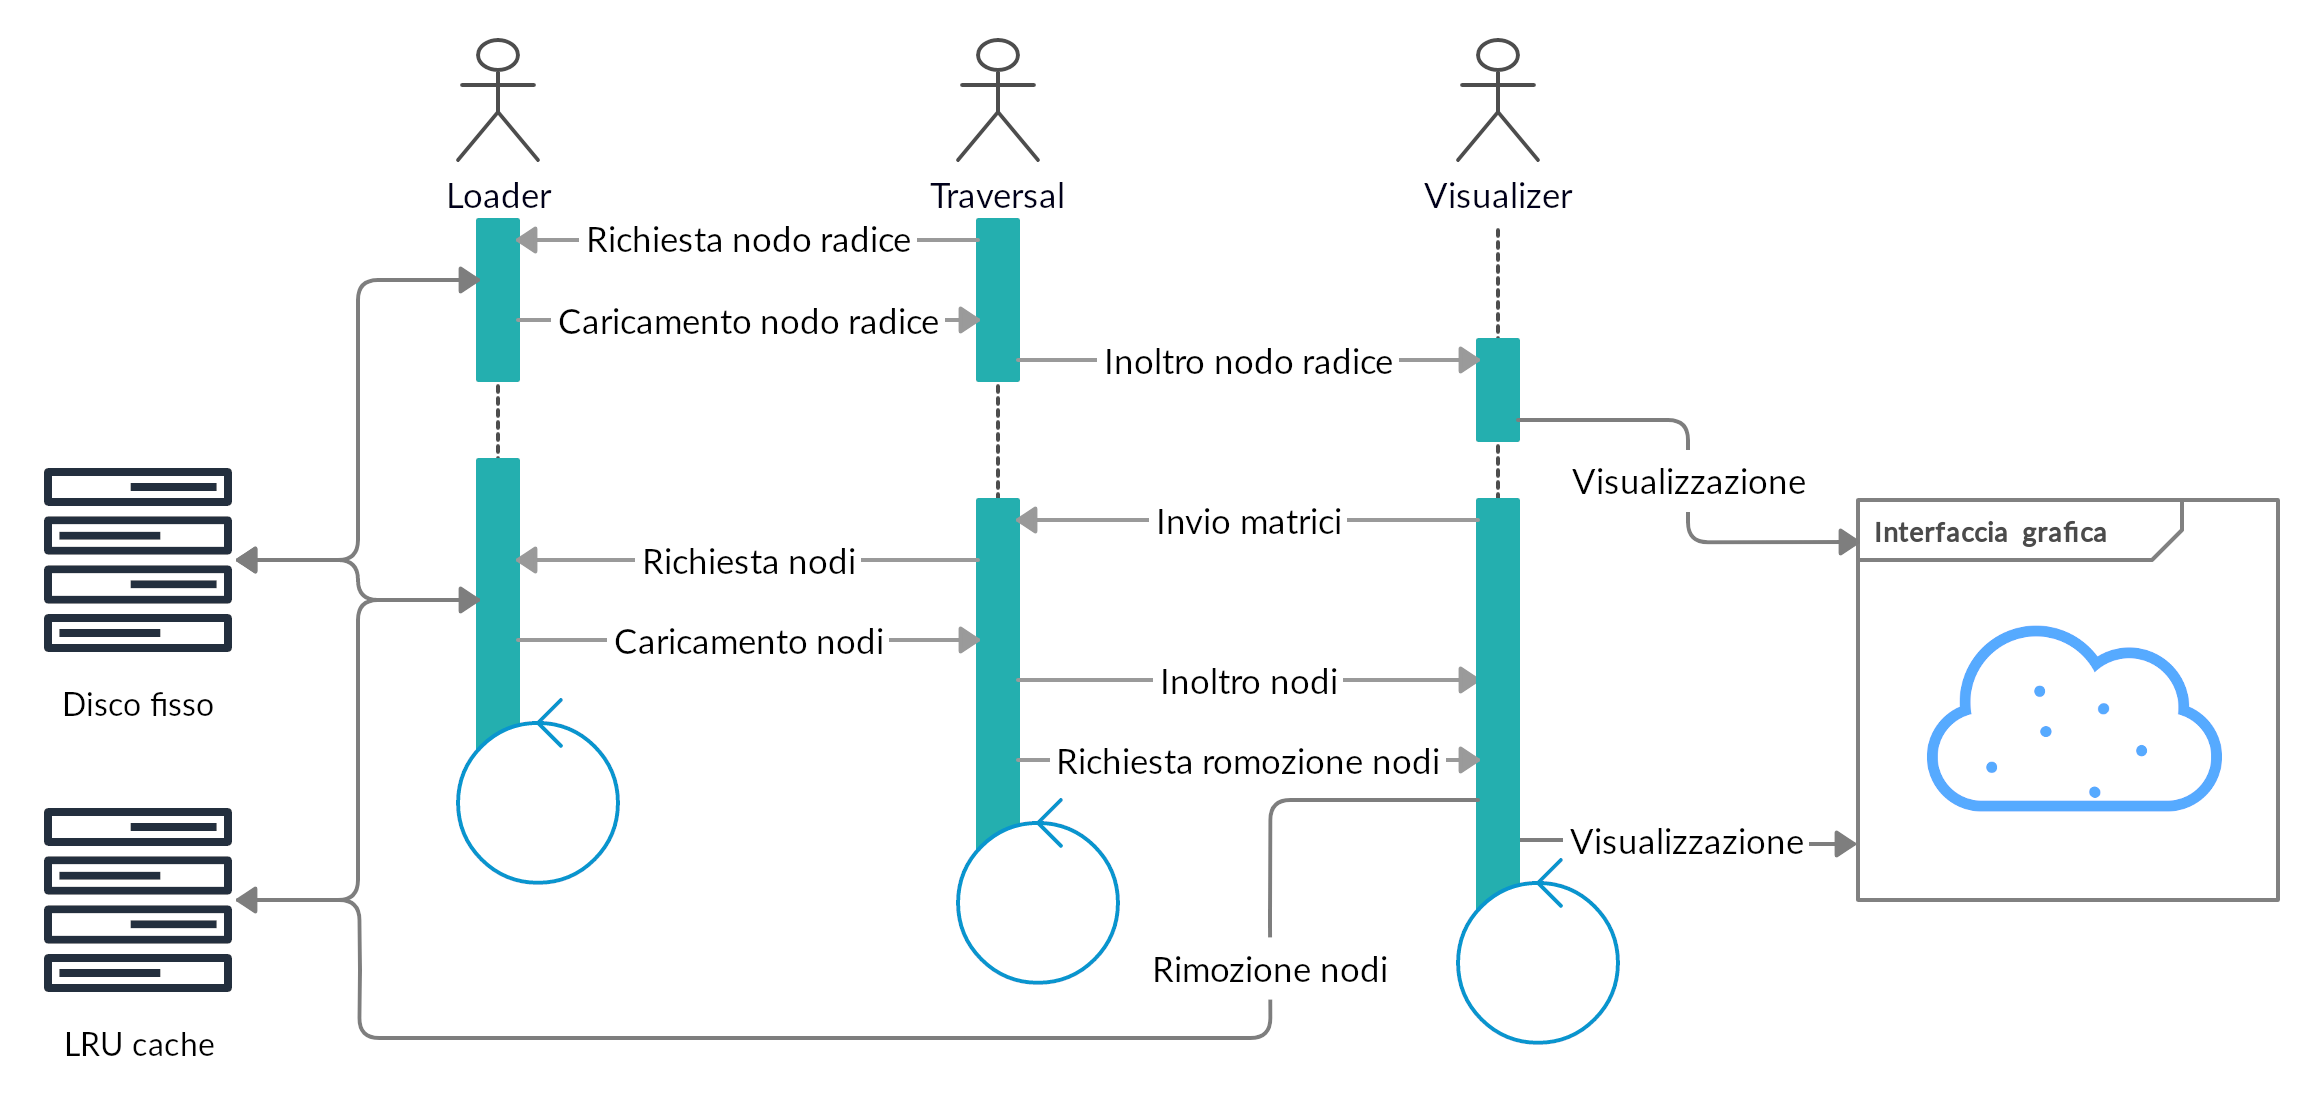 Loader
Traversal
Visualizer
Richiesta nodo radice
Caricamento nodo radice
Inoltro nodo radice
Visualizzazione
Invio matrici
Interfaccia grafica
Richiesta nodi
Caricamento nodi
Inoltro nodi
Disco fisso
Richiesta romozione nodi
Visualizzazione
Rimozione nodi
LRU cache